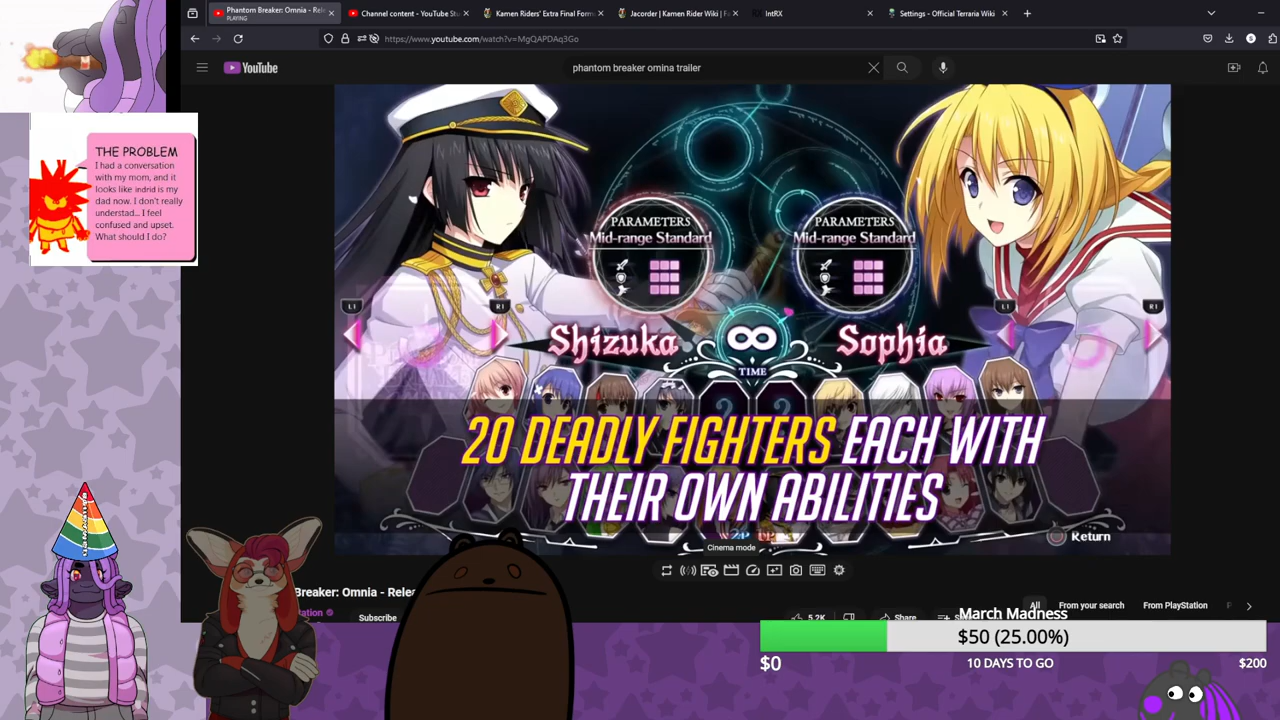 Phantom Breaker: Omnia - Rele
PLAYING
Channel content - YouTube Stu
Kamen Riders' Extra Final Form
Jacorder | Kamen Rider Wiki | F
IntRX
Settings - Official Terraria Wiki
https://www.youtube.com/watch?v=MgQAPDAq3Go
YouTube
phantom breaker omina trailer
THE PROBLEM
I had a conversation
with my mom, and it
looks like indrid is my
dad now. I don't really
understad... I feel
confused and upset.
What should I do?
PARAMETERS
Mid-range Standard
PARAMETERS
Mid-range Standard
L1
R1
L1
R1
Shizuka
Sophia
TIME
20 DEADLY FIGHTERS EACH WITH
THEIR OWN ABILITIES
Return
Cinema mode
Breaker: Omnia - Relea
Subscribe
5.2K
Share
All
From your search
From PlayStation
March Madness
$50 (25.00%)
$0
10 DAYS TO GO
$200